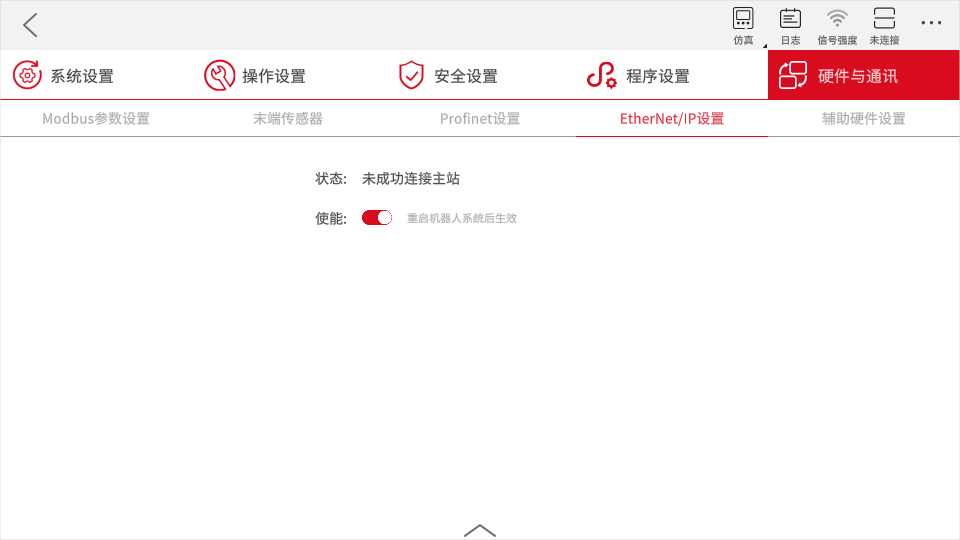 仿真
日志
信号强度
未连接
系统设置
操作设置
安全设置
程序设置
硬件与通讯
Modbus参数设置
末端传感器
Profinet设置
EtherNet/IP设置
辅助硬件设置
状态: 未成功连接主站
使能: 重启机器人系统后生效